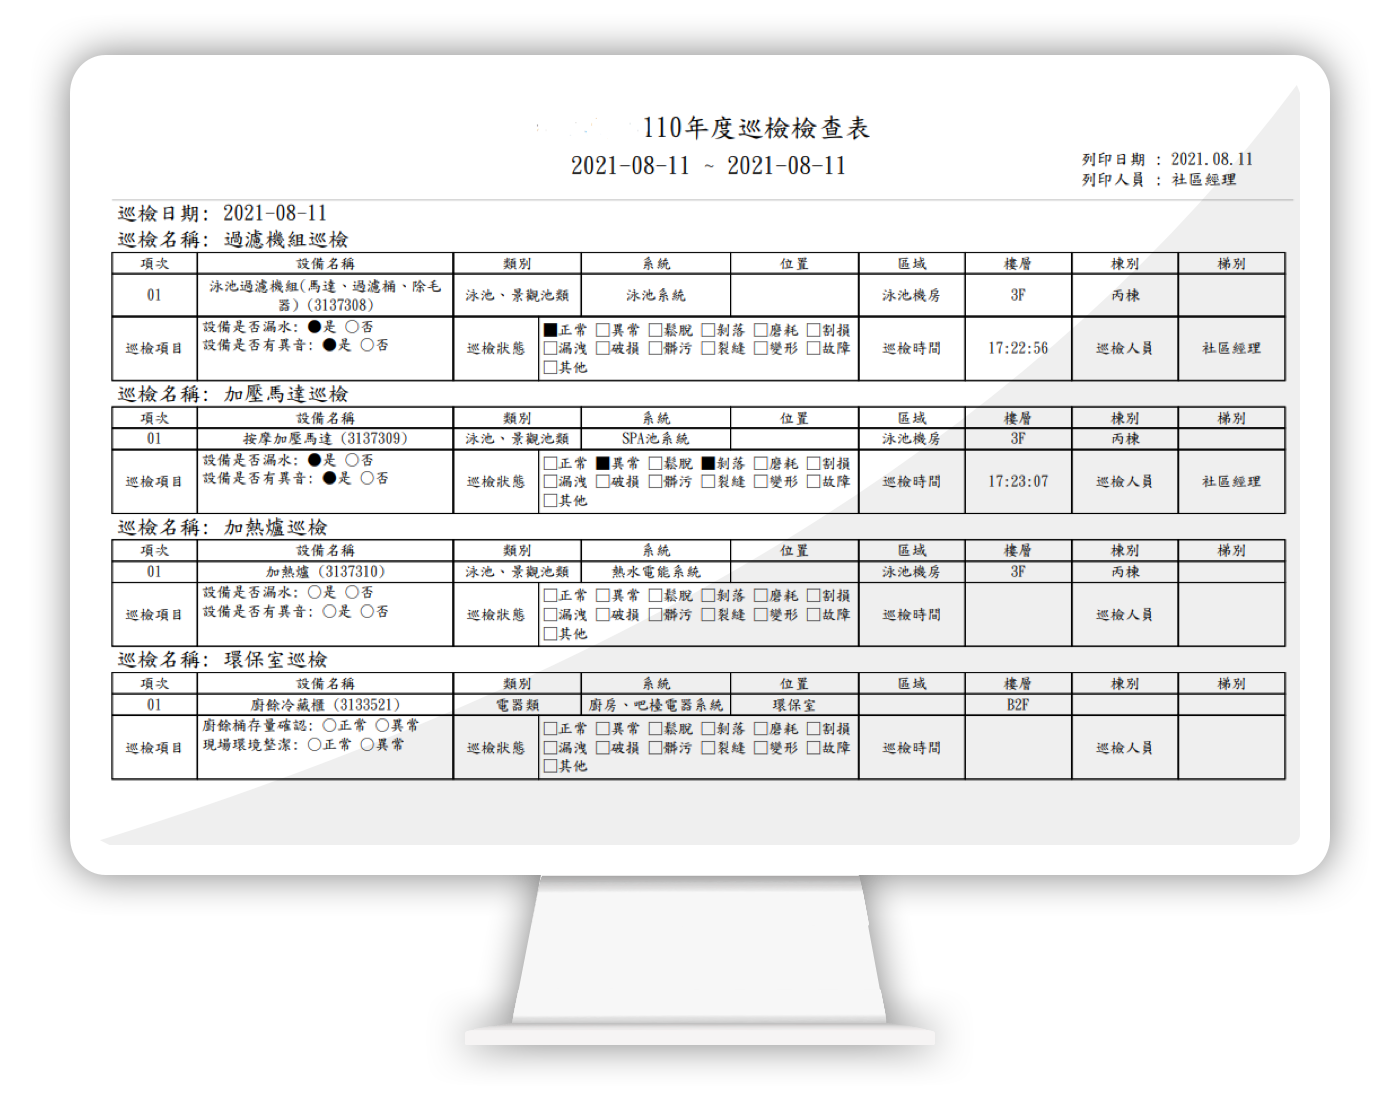 110年度巡檢檢查表
2021-08-11 ~ 2021-08-11
列印日期 : 2021.08.11
列印人員 : 社區經理
巡檢日期: 2021-08-11
巡檢名稱: 過濾機組巡檢
項次 設備名稱 類別 系統 位置 區域 樓層 棟別 梯別
01 泳池過濾機組(馬達、過濾桶、除毛器) (3137308) 泳池、景觀池類 泳池系統 泳池機房 3F 丙棟
巡檢項目 設備是否漏水: ●是 ○否
設備是否有異音: ●是 ○否
巡檢狀態 ■正常 □異常 □鬆脫 □剝落 □磨耗 □割損
□漏洩 □破損 □髒污 □裂縫 □變形 □故障
□其他
巡檢時間 17:22:56 巡檢人員 社區經理
巡檢名稱: 加壓馬達巡檢
項次 設備名稱 類別 系統 位置 區域 樓層 棟別 梯別
01 按摩加壓馬達 (3137309) 泳池、景觀池類 SPA池系統 泳池機房 3F 丙棟
巡檢項目 設備是否漏水: ●是 ○否
設備是否有異音: ●是 ○否
巡檢狀態 □正常 ■異常 □鬆脫 ■剝落 □磨耗 □割損
□漏洩 □破損 □髒污 □裂縫 □變形 □故障
□其他
巡檢時間 17:23:07 巡檢人員 社區經理
巡檢名稱: 加熱爐巡檢
項次 設備名稱 類別 系統 位置 區域 樓層 棟別 梯別
01 加熱爐 (3137310) 泳池、景觀池類 熱水電能系統 泳池機房 3F 丙棟
巡檢項目 設備是否漏水: ○是 ○否
設備是否有異音: ○是 ○否
巡檢狀態 □正常 □異常 □鬆脫 □剝落 □磨耗 □割損
□漏洩 □破損 □髒污 □裂縫 □變形 □故障
□其他
巡檢時間 巡檢人員
巡檢名稱: 環保室巡檢
項次 設備名稱 類別 系統 位置 區域 樓層 棟別 梯別
01 廚餘冷藏櫃 (3133521) 電器類 廚房、吧檯電器系統 環保室 B2F
巡檢項目 廚餘桶存量確認: ○正常 ○異常
現場環境整潔: ○正常 ○異常
巡檢狀態 □正常 □異常 □鬆脫 □剝落 □磨耗 □割損
□漏洩 □破損 □髒污 □裂縫 □變形 □故障
□其他
巡檢時間 巡檢人員